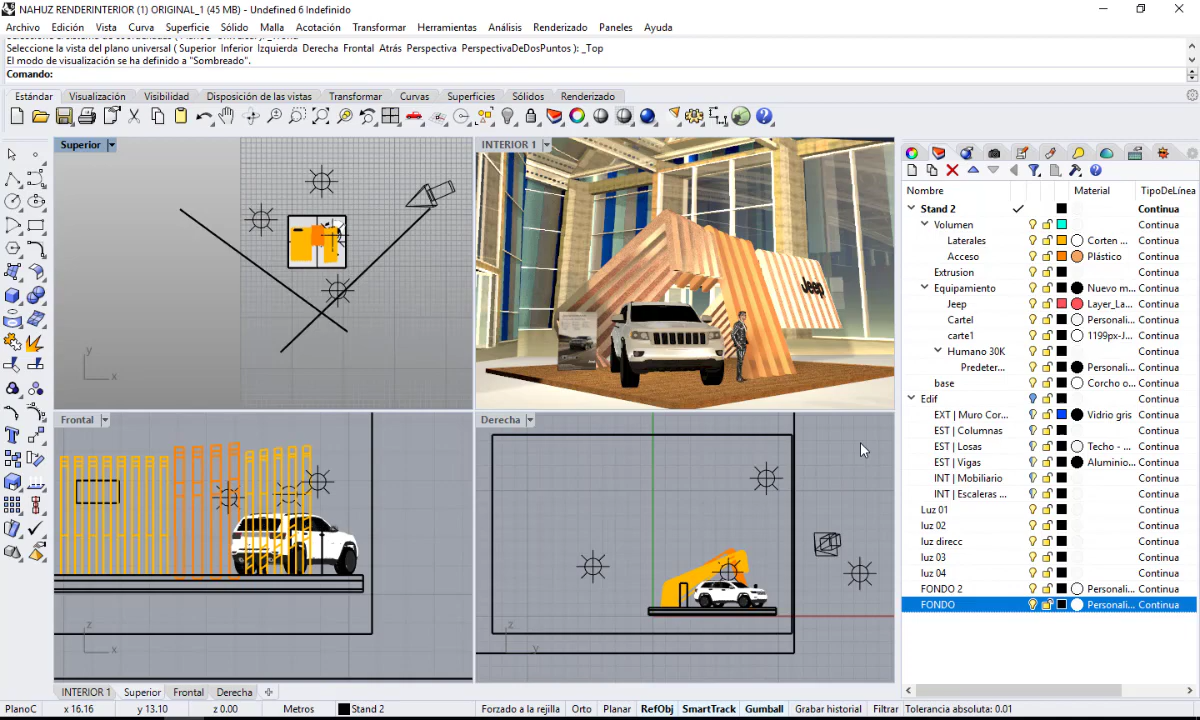 NAHUZ RENDERINTERIOR (1) ORIGINAL_1 (45 MB) - Undefined 6 Indefinido
Archivo Edición Vista Curva Superficie Sólido Malla Acotación Transformar Herramientas Análisis Renderizado Paneles Ayuda
Seleccione la vista del plano universal ( Superior Inferior Izquierda Derecha Frontal Atrás Perspectiva PerspectivaDeDosPuntos ): _Top
El modo de visualización se ha definido a "Sombreado".
Comando:
Estándar Visualización Visibilidad Disposición de las vistas Transformar Curvas Superficies Sólidos Malla Renderizado
Superior
INTERIOR 1
y
x
Jeep
Frontal
z
x
Derecha
z
y
Nombre Material TipoDeLínea
Stand 2 Continua
Volumen Continua
Laterales Corten ... Continua
Acceso Plástico Continua
Extrusion Continua
Equipamiento Nuevo m... Continua
Jeep Layer_La... Continua
Cartel Personali... Continua
carte1 1199px-J... Continua
Humano 30K Continua
Predeter... Personali... Continua
base Corcho o... Continua
Edif Continua
EXT | Muro Cor... Vidrio gris Continua
EST | Columnas Continua
EST | Losas Techo - ... Continua
EST | Vigas Aluminio... Continua
INT | Mobiliario Continua
INT | Escaleras ... Continua
Luz 01 Continua
luz 02 Continua
luz direcc Continua
luz 03 Continua
luz 04 Continua
FONDO 2 Personali... Continua
FONDO Personali... Continua
INTERIOR 1 Superior Frontal Derecha
PlanoC x 16.16 y 13.10 z 0.00 Metros Stand 2 Forzado a la rejilla Orto Planar RefObj SmartTrack Gumball Grabar historial Filtrar Tolerancia absoluta: 0.01